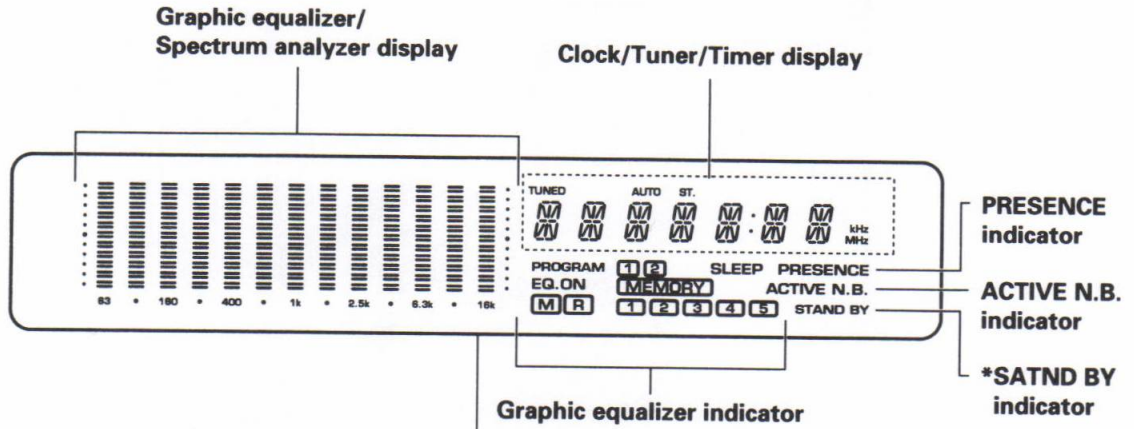 Graphic equalizer/
Spectrum analyzer display
Clock/Tuner/Timer display
TUNED AUTO ST.
kHz
MHz
PROGRAM 1 2 SLEEP PRESENCE
EQ.ON MEMORY ACTIVE N.B.
M R 1 2 3 4 5 STAND BY
63 • 160 • 400 • 1k • 2.5k • 6.3k • 16k
PRESENCE
indicator
ACTIVE N.B.
indicator
*SATND BY
indicator
Graphic equalizer indicator